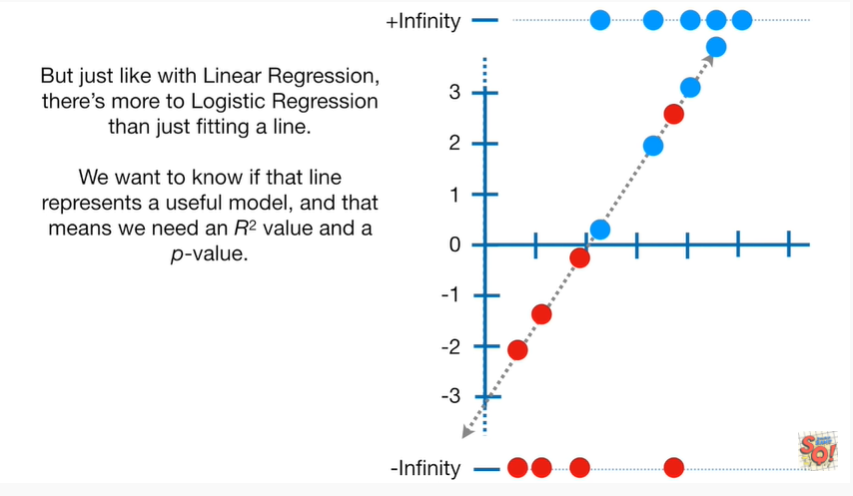 +Infinity
But just like with Linear Regression,
there's more to Logistic Regression
than just fitting a line.
We want to know if that line
represents a useful model, and that
means we need an R² value and a
p-value.
3
2
1
0
-1
-2
-3
-Infinity
SO!